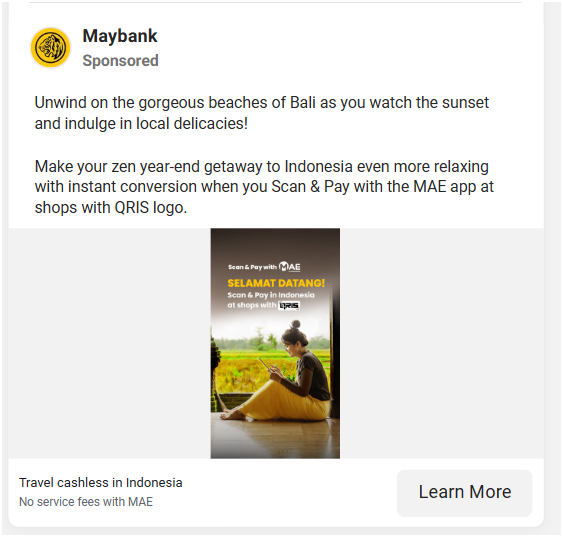 Maybank
Sponsored
Unwind on the gorgeous beaches of Bali as you watch the sunset
and indulge in local delicacies!
Make your zen year-end getaway to Indonesia even more relaxing
with instant conversion when you Scan & Pay with the MAE app at
shops with QRIS logo.
Scan & Pay with MAE
SELAMAT DATANG!
Scan & Pay in Indonesia
at shops with QRIS
Travel cashless in Indonesia
No service fees with MAE
Learn More